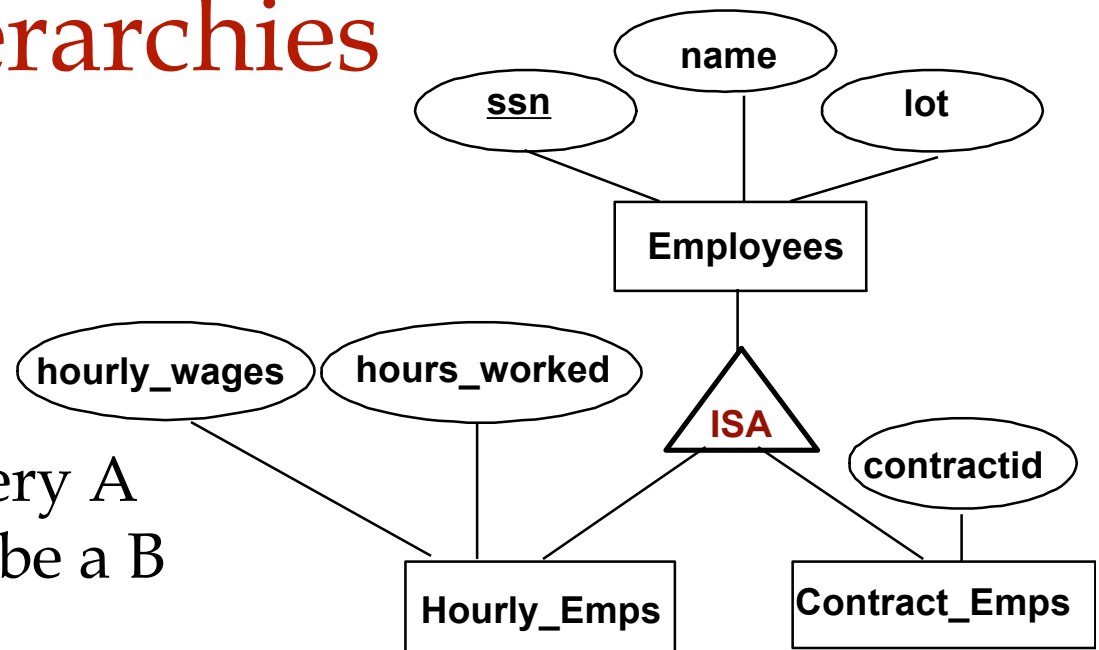 erarchies
name
ssn
lot
Employees
hourly_wages
hours_worked
ISA
contractid
ery A
be a B
Hourly_Emps
Contract_Emps